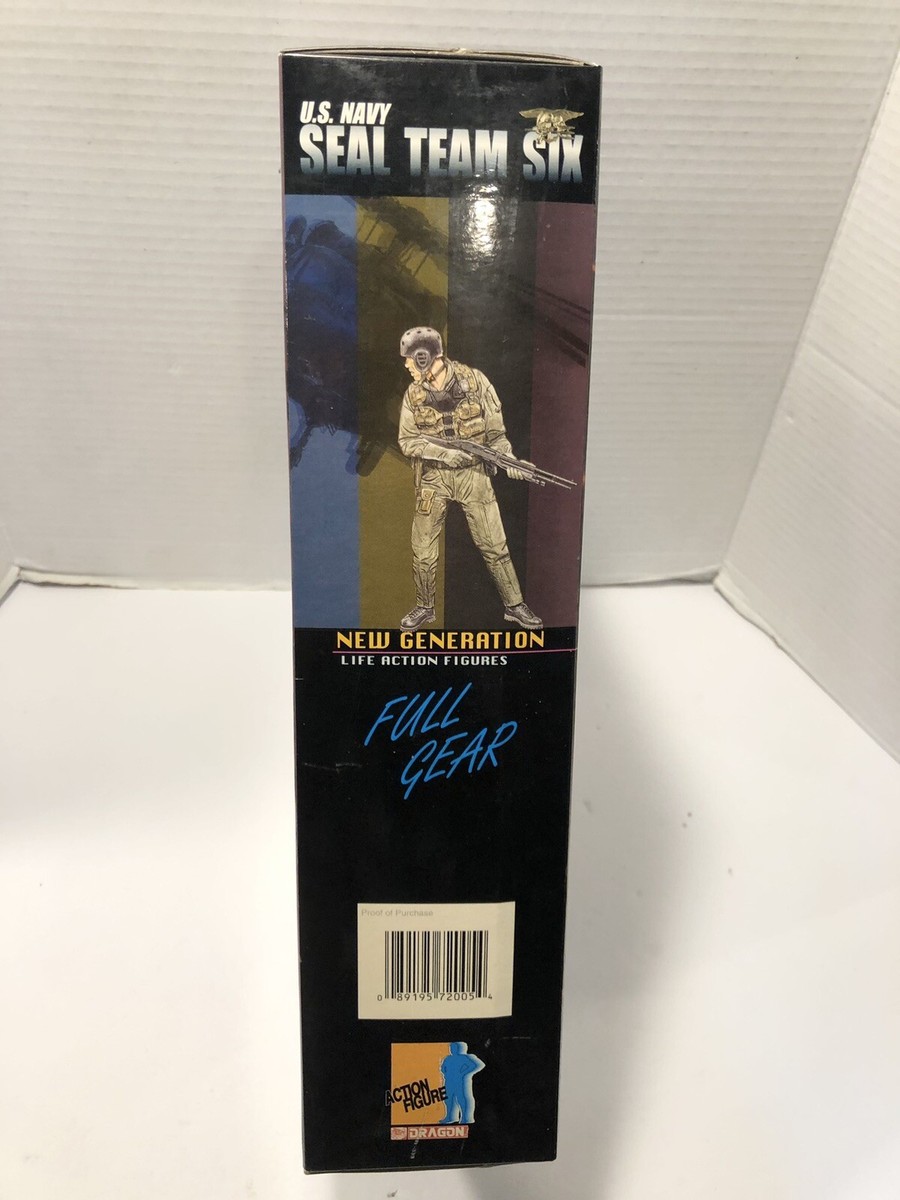 U.S. NAVY
SEAL TEAM SIX
NEW GENERATION
LIFE ACTION FIGURES
FULL
GEAR
Proof of Purchase
0 89195 72005 4
ACTION
FIGURE
DRAGON